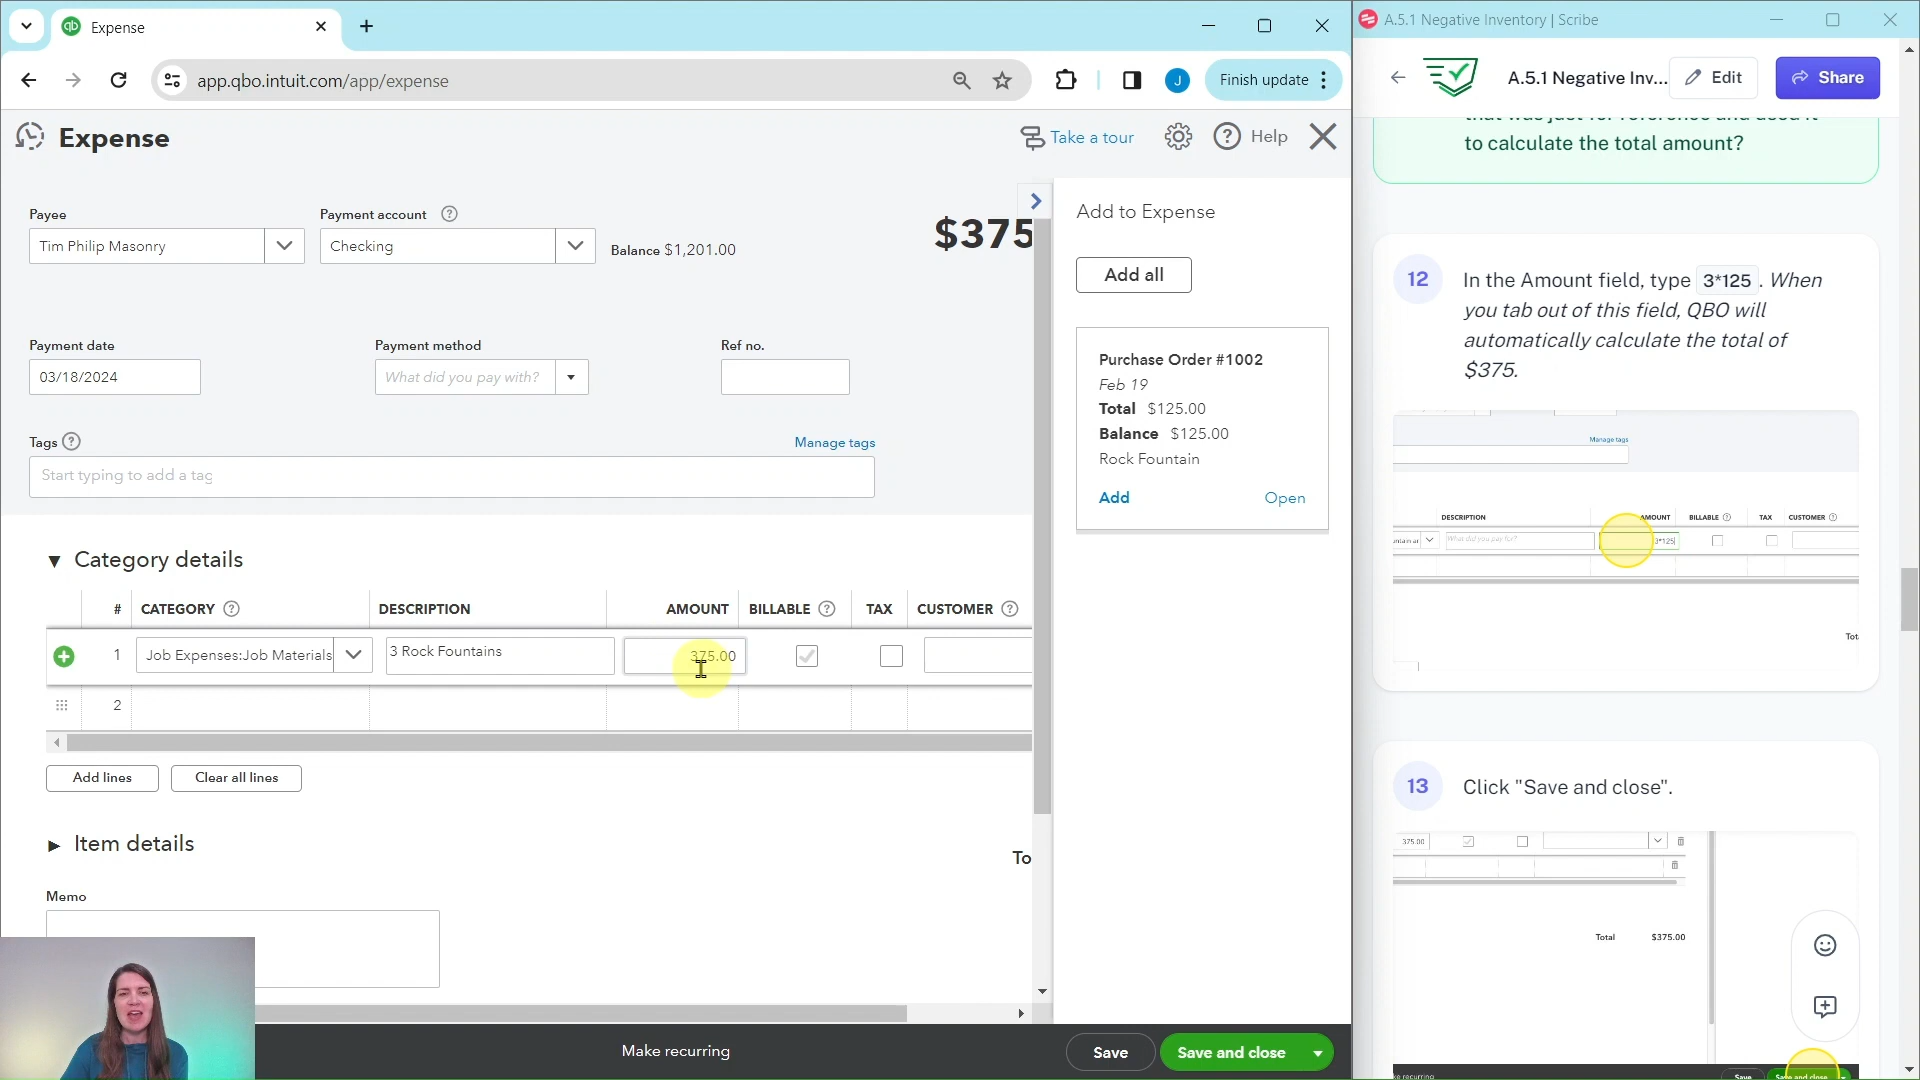 Expense
app.qbo.intuit.com/app/expense
J
Finish update
Expense
Take a tour
Help
Payee
Tim Philip Masonry
Payment account
Checking
Balance $1,201.00
$375
Payment date
03/18/2024
Payment method
What did you pay with?
Ref no.
Tags
Manage tags
Start typing to add a tag
Category details
# CATEGORY DESCRIPTION AMOUNT BILLABLE TAX CUSTOMER
1 Job Expenses:Job Materials 3 Rock Fountains 375.00
2
Add lines
Clear all lines
Item details
To
Memo
Make recurring
Save
Save and close
Add to Expense
Add all
Purchase Order #1002
Feb 19
Total $125.00
Balance $125.00
Rock Fountain
Add
Open
A.5.1 Negative Inventory | Scribe
A.5.1 Negative Inv...
Edit
Share
that was just for reference and used it
to calculate the total amount?
12
In the Amount field, type 3*125 . When
you tab out of this field, QBO will
automatically calculate the total of
$375.
Manage tags
DESCRIPTION AMOUNT BILLABLE TAX CUSTOMER
What did you pay for? 3*125
Tot
13
Click "Save and close".
375.00
Total $375.00
Save
Save and close